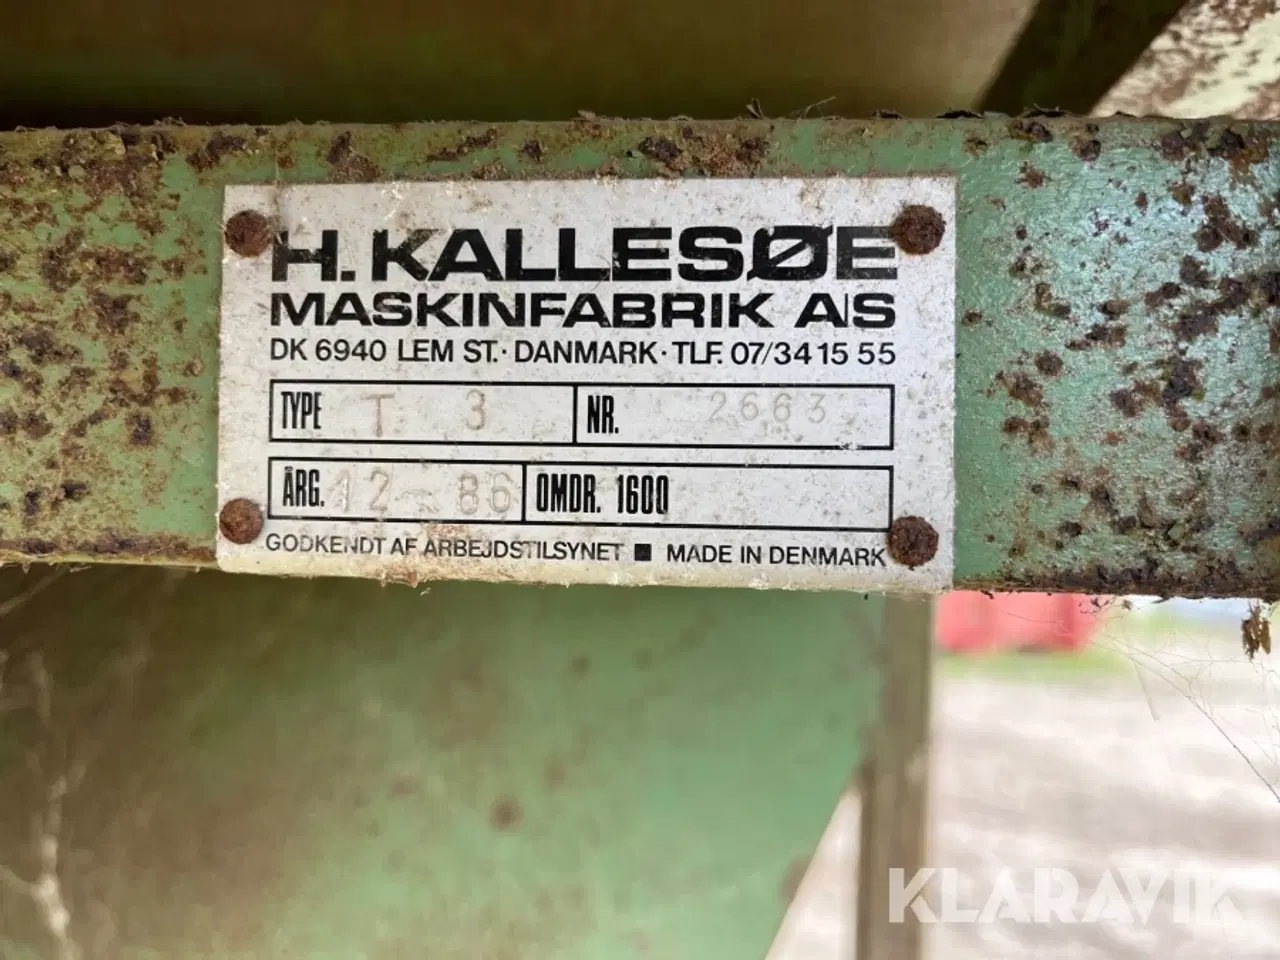 H. KALLESØE
MASKINFABRIK A/S
DK 6940 LEM ST. · DANMARK · TLF. 07/34 15 55
TYPE T 3 NR. 2663
ÅRG. 12 - 86 OMDR. 1600
GODKENDT AF ARBEJDSTILSYNET ■ MADE IN DENMARK
KLARAVIK